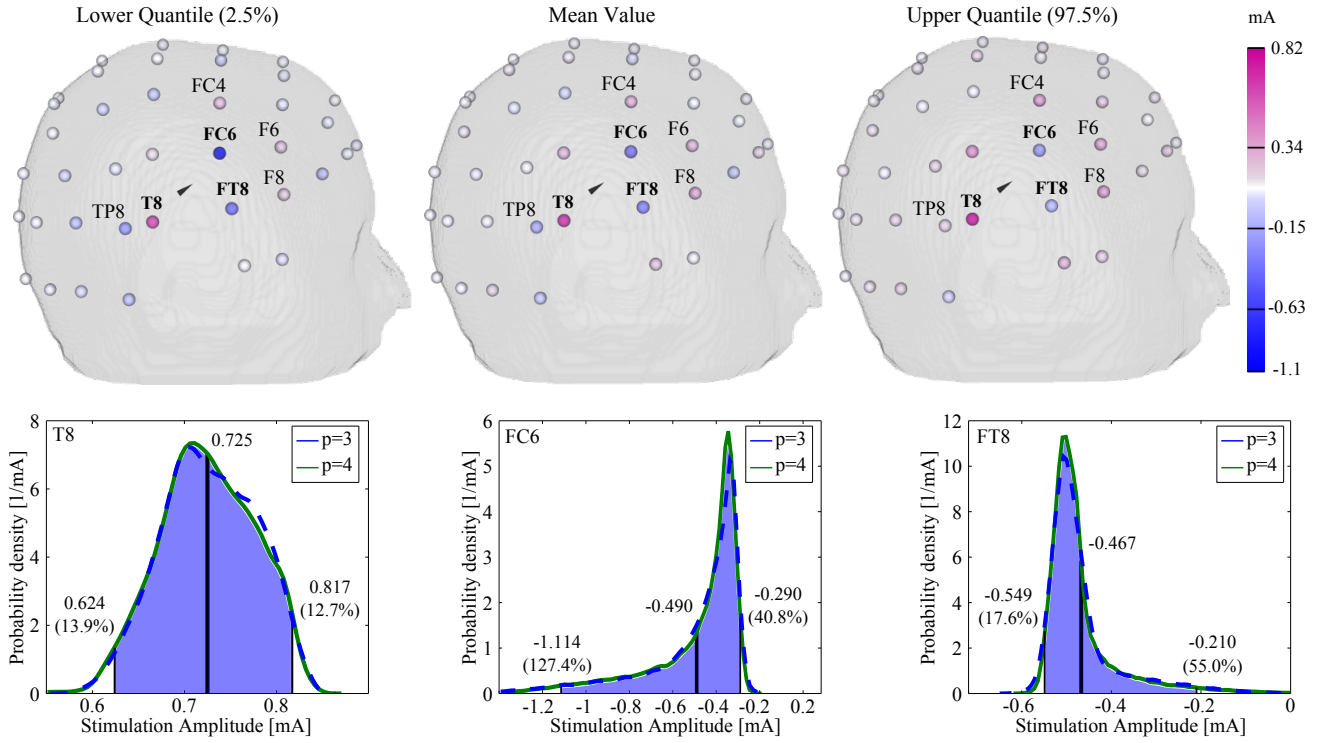 Lower Quantile (2.5%)
Mean Value
Upper Quantile (97.5%)
mA
FC4
FC6
F6
F8
FT8
T8
TP8
FC4
FC6
F6
F8
FT8
T8
TP8
FC4
FC6
F6
F8
FT8
T8
TP8
0.82
0.34
-0.15
-0.63
-1.1
T8
0.725
p=3
p=4
0.624
(13.9%)
0.817
(12.7%)
Probability density [1/mA]
8
6
4
2
0
0.6
0.7
0.8
Stimulation Amplitude [mA]
FC6
p=3
p=4
-0.490
-0.290
(40.8%)
-1.114
(127.4%)
Probability density [1/mA]
6
5
4
3
2
1
0
-1.2
-1
-0.8
-0.6
-0.4
-0.2
0.2
Stimulation Amplitude [mA]
FT8
p=3
p=4
-0.467
-0.549
(17.6%)
-0.210
(55.0%)
Probability density [1/mA]
12
10
8
6
4
2
0
-0.6
-0.4
-0.2
0
Stimulation Amplitude [mA]